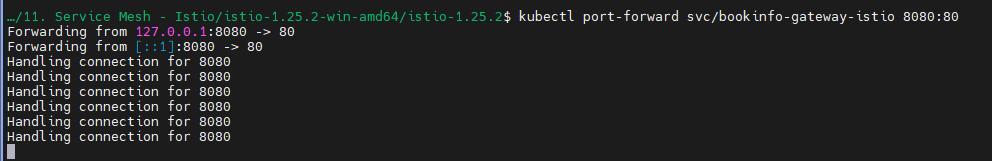 …/11. Service Mesh - Istio/istio-1.25.2-win-amd64/istio-1.25.2$ kubectl port-forward svc/bookinfo-gateway-istio 8080:80
Forwarding from 127.0.0.1:8080 -> 80
Forwarding from [::1]:8080 -> 80
Handling connection for 8080
Handling connection for 8080
Handling connection for 8080
Handling connection for 8080
Handling connection for 8080
Handling connection for 8080